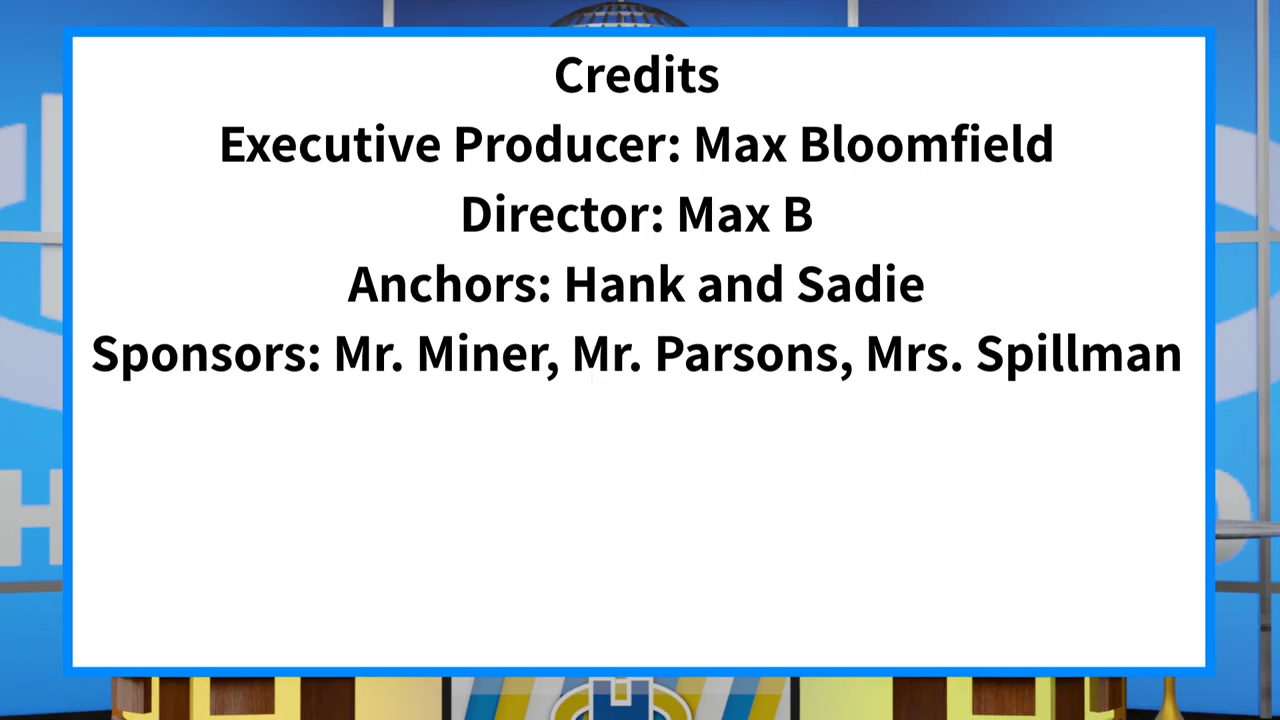 Credits
Executive Producer: Max Bloomfield
Director: Max B
Anchors: Hank and Sadie
Sponsors: Mr. Miner, Mr. Parsons, Mrs. Spillman